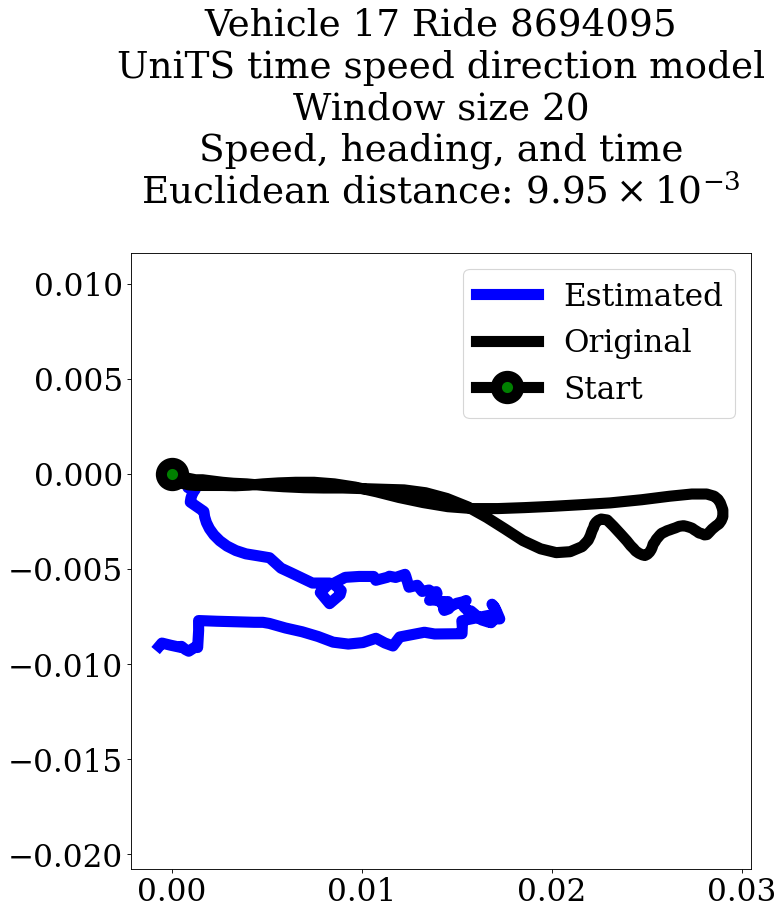 Vehicle 17 Ride 8694095
UniTS time speed direction model
Window size 20
Speed, heading, and time
Euclidean distance: 9.95 × 10⁻³
Estimated
Original
Start
0.010
0.005
0.000
−0.005
−0.010
−0.015
−0.020
0.00 0.01 0.02 0.03